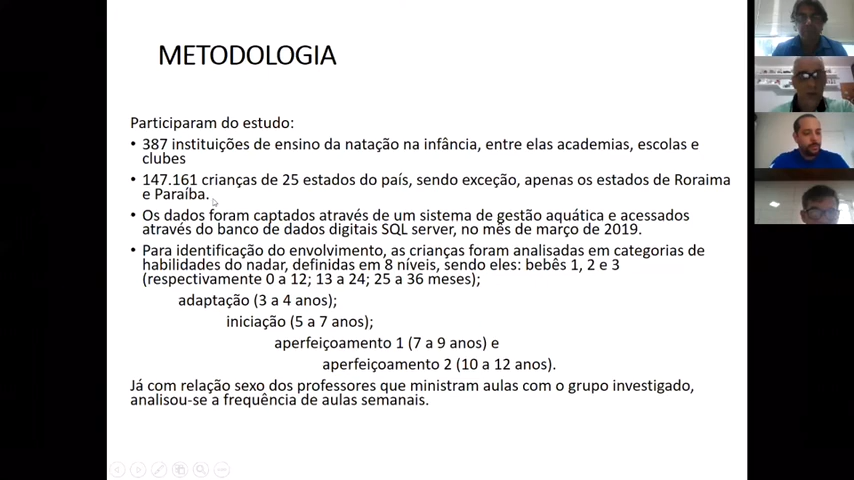 METODOLOGIA
Participaram do estudo:
• 387 instituições de ensino da natação na infância, entre elas academias, escolas e
clubes
• 147.161 crianças de 25 estados do país, sendo exceção, apenas os estados de Roraima
e Paraíba.
• Os dados foram captados através de um sistema de gestão aquática e acessados
através do banco de dados digitais SQL server, no mês de março de 2019.
• Para identificação do envolvimento, as crianças foram analisadas em categorias de
habilidades do nadar, definidas em 8 níveis, sendo eles: bebês 1, 2 e 3
(respectivamente 0 a 12; 13 a 24; 25 a 36 meses);
adaptação (3 a 4 anos);
iniciação (5 a 7 anos);
aperfeiçoamento 1 (7 a 9 anos) e
aperfeiçoamento 2 (10 a 12 anos).
Já com relação sexo dos professores que ministram aulas com o grupo investigado,
analisou-se a frequência de aulas semanais.